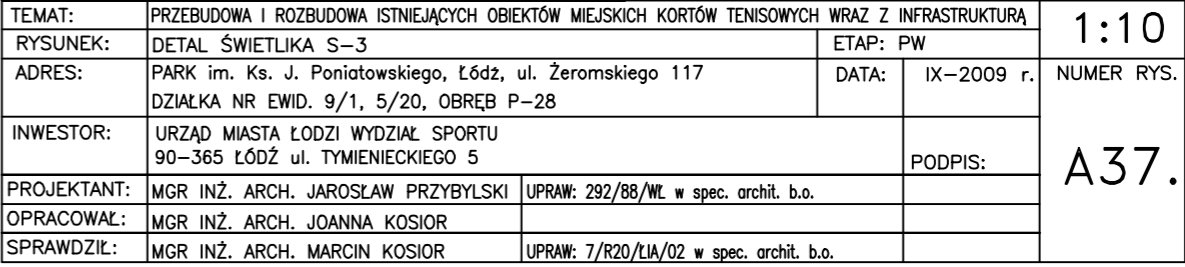 TEMAT: PRZEBUDOWA I ROZBUDOWA ISTNIEJĄCYCH OBIEKTÓW MIEJSKICH KORTÓW TENISOWYCH WRAZ Z INFRASTRUKTURĄ 1:10
RYSUNEK: DETAL ŚWIETLIKA S-3 ETAP: PW
ADRES: PARK im. Ks. J. Poniatowskiego, Łódź, ul. Żeromskiego 117 DATA: IX-2009 r. NUMER RYS.
DZIAŁKA NR EWID. 9/1, 5/20, OBRĘB P-28
INWESTOR: URZĄD MIASTA ŁODZI WYDZIAŁ SPORTU
90-365 ŁÓDŹ ul. TYMIENIECKIEGO 5 PODPIS: A37.
PROJEKTANT: MGR INŻ. ARCH. JAROSŁAW PRZYBYLSKI UPRAW: 292/88/WŁ w spec. archit. b.o.
OPRACOWAŁ: MGR INŻ. ARCH. JOANNA KOSIOR
SPRAWDZIŁ: MGR INŻ. ARCH. MARCIN KOSIOR UPRAW: 7/R20/ŁIA/02 w spec. archit. b.o.